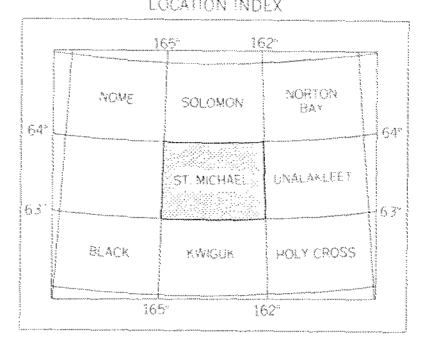 LOCATION INDEX
165° 162°
NOME SOLOMON NORTON BAY
64° 64°
ST. MICHAEL UNALAKLEET
63° 63°
BLACK KWIGUK HOLY CROSS
165° 162°